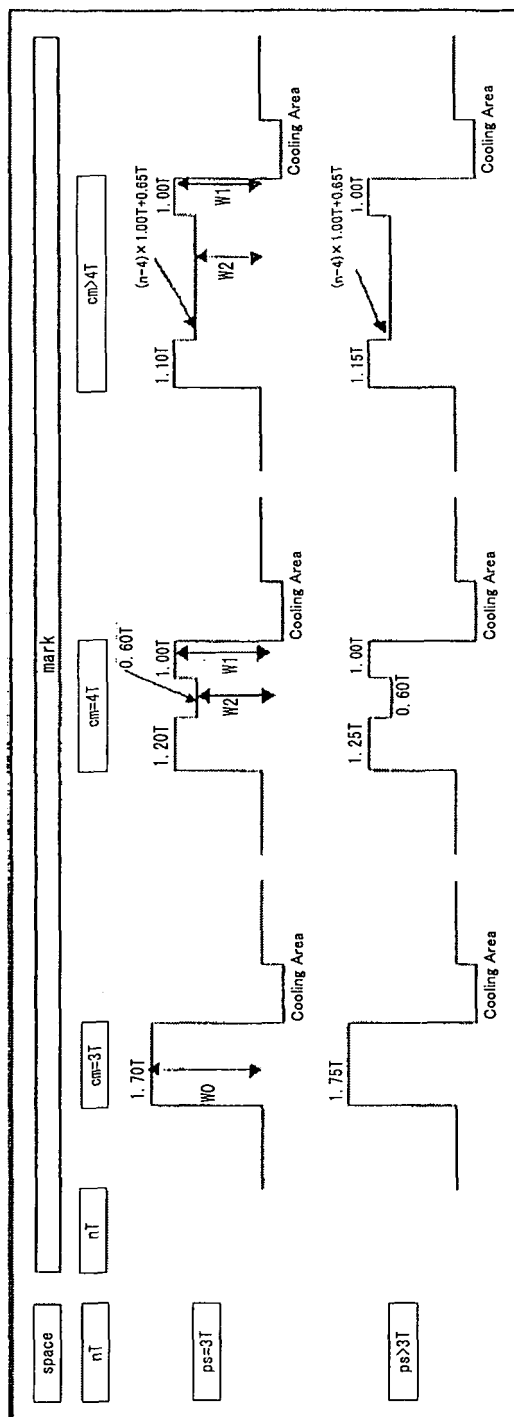 space
mark
nT
nT
cm=3T
cm=4T
cm>4T
ps=3T
1.70T
W0
Cooling Area
1.20T
0.60T
1.00T
W2
W1
Cooling Area
1.10T
(n-4)×1.00T+0.65T
1.00T
W2
W1
Cooling Area
ps>3T
1.75T
Cooling Area
1.25T
0.60T
1.00T
Cooling Area
1.15T
(n-4)×1.00T+0.65T
1.00T
Cooling Area